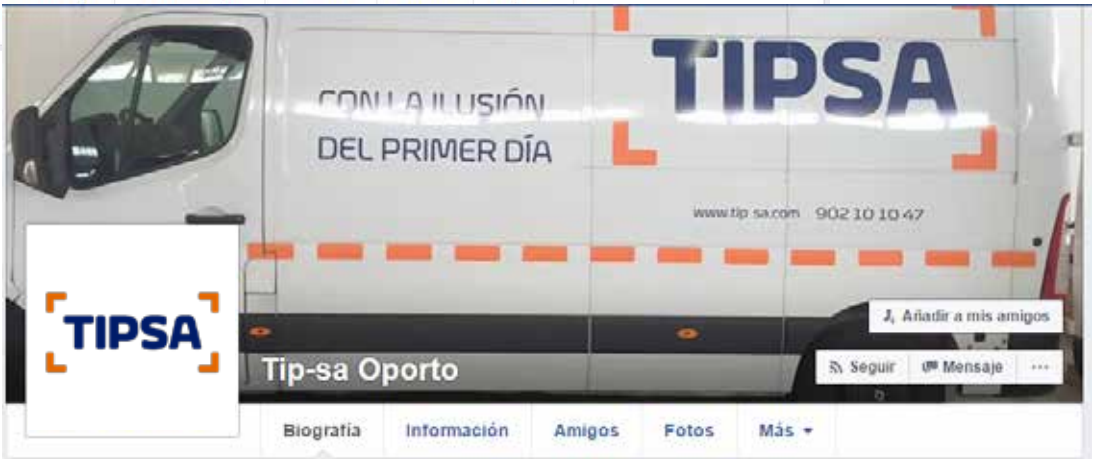 TIPSA
CON LA ILUSIÓN
DEL PRIMER DÍA
www.tip-sa.com 902 10 10 47
TIPSA
Añadir a mis amigos
Tip-sa Oporto
Seguir
Mensaje
Biografía
Información
Amigos
Fotos
Más